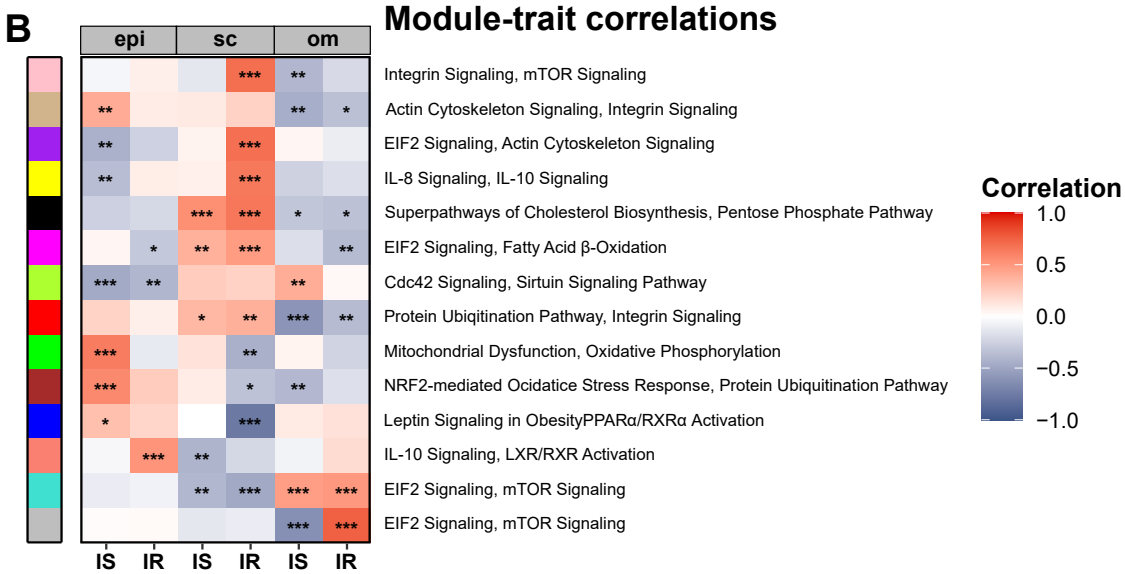 B
Module-trait correlations
epi sc om
*** ** Integrin Signaling, mTOR Signaling
** ** * Actin Cytoskeleton Signaling, Integrin Signaling
** *** EIF2 Signaling, Actin Cytoskeleton Signaling
** *** IL-8 Signaling, IL-10 Signaling
*** *** * * Superpathways of Cholesterol Biosynthesis, Pentose Phosphate Pathway
* ** *** ** EIF2 Signaling, Fatty Acid β-Oxidation
*** ** ** Cdc42 Signaling, Sirtuin Signaling Pathway
* ** *** ** Protein Ubiqitination Pathway, Integrin Signaling
*** ** Mitochondrial Dysfunction, Oxidative Phosphorylation
*** * ** NRF2-mediated Ocidatice Stress Response, Protein Ubiquitination Pathway
* *** Leptin Signaling in ObesityPPARα/RXRα Activation
*** ** IL-10 Signaling, LXR/RXR Activation
** *** *** *** EIF2 Signaling, mTOR Signaling
*** *** EIF2 Signaling, mTOR Signaling
IS IR IS IR IS IR
Correlation
1.0
0.5
0.0
−0.5
−1.0